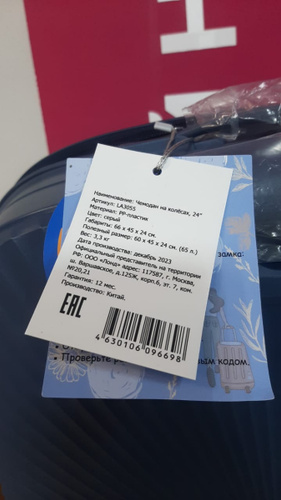 Наименование: Чемодан на колёсах, 24"
Артикул: LA3055
Материал: PP-пластик
Цвет: серый
Габариты: 66 x 45 x 24 см.
Полезный размер: 60 x 45 x 24 см. (65 л.)
Вес: 3,3 кг
Дата производства: декабрь 2023
Официальный представитель на территории
РФ: ООО «Лонд» адрес: 117587, г. Москва,
ш. Варшавское, д.125Ж, корп.6, эт. 7, ком.
№20,21
Гарантия: 12 мес.
Производство: Китай.
EAC
4 630106 096698
замка:
• Проверьте
ым кодом.